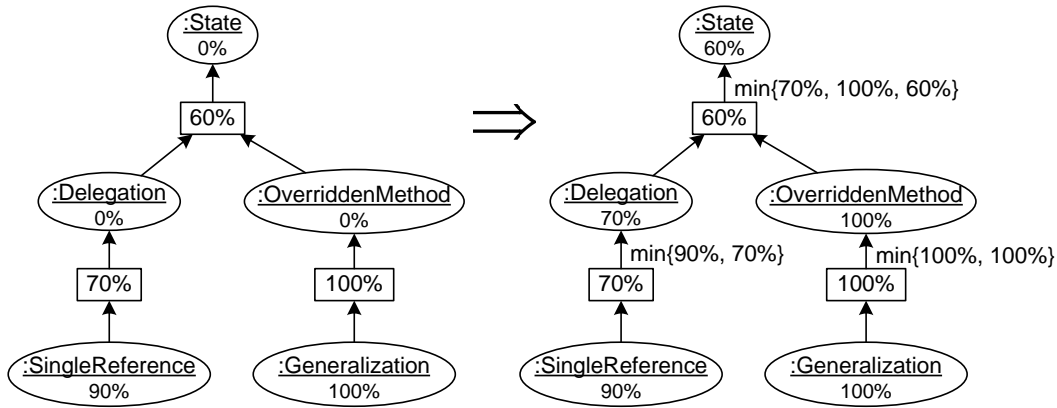 :State
0%
60%
:Delegation
0%
:OverriddenMethod
0%
70%
100%
:SingleReference
90%
:Generalization
100%
:State
60%
min{70%, 100%, 60%}
60%
:Delegation
70%
:OverriddenMethod
100%
min{90%, 70%}
min{100%, 100%}
70%
100%
:SingleReference
90%
:Generalization
100%